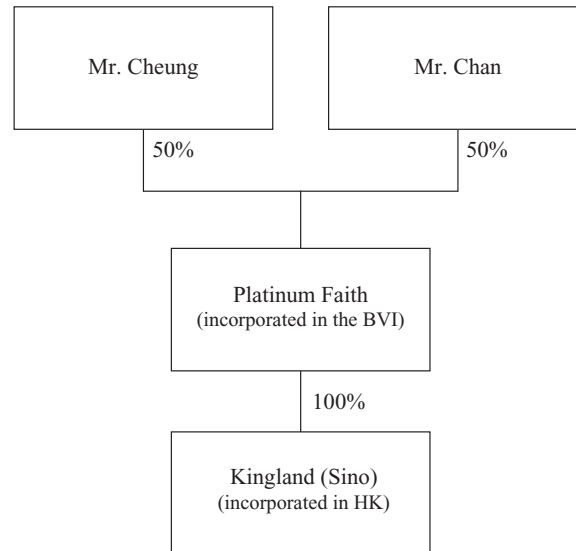 Mr. Cheung
Mr. Chan
50%
50%
Platinum Faith
(incorporated in the BVI)
100%
Kingland (Sino)
(incorporated in HK)